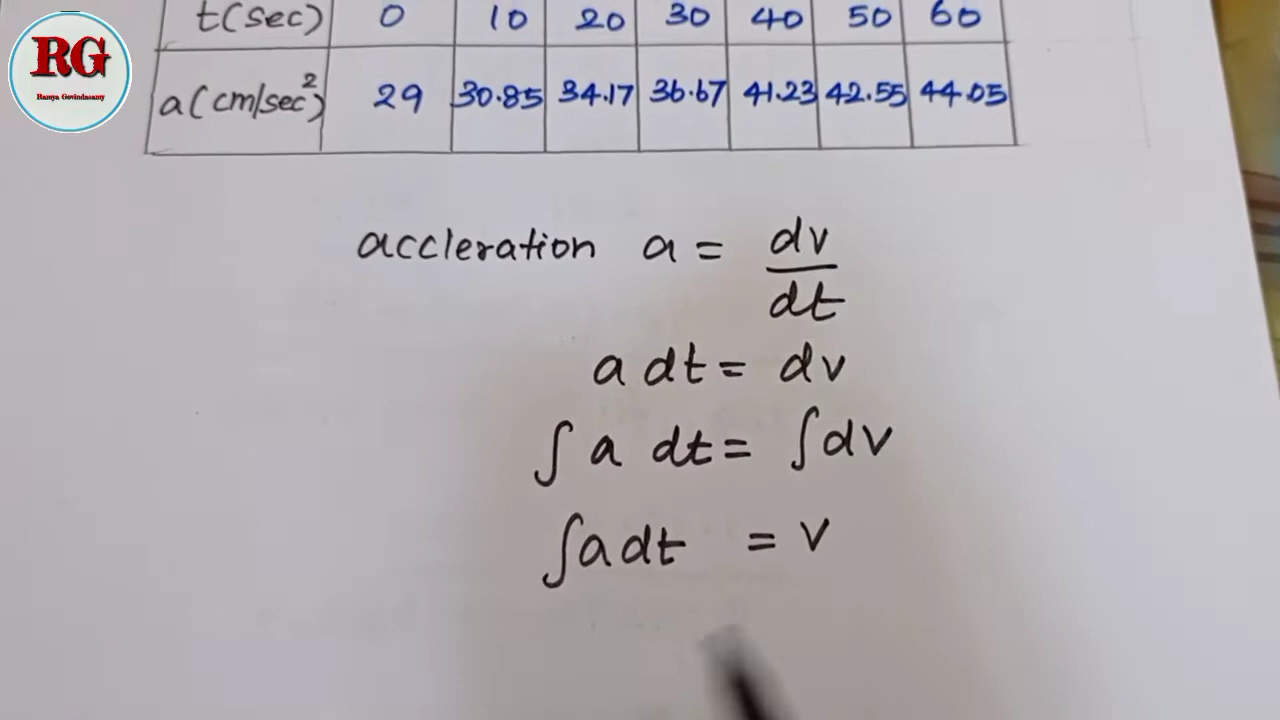 RG
Ramya Govindasamy
t(sec) 0 10 20 30 40 50 60
a(cm/sec²) 29 30.85 34.17 36.67 41.23 42.55 44.05
accleration a = dv/dt
a dt = dv
∫ a dt = ∫ dv
∫ a dt = v